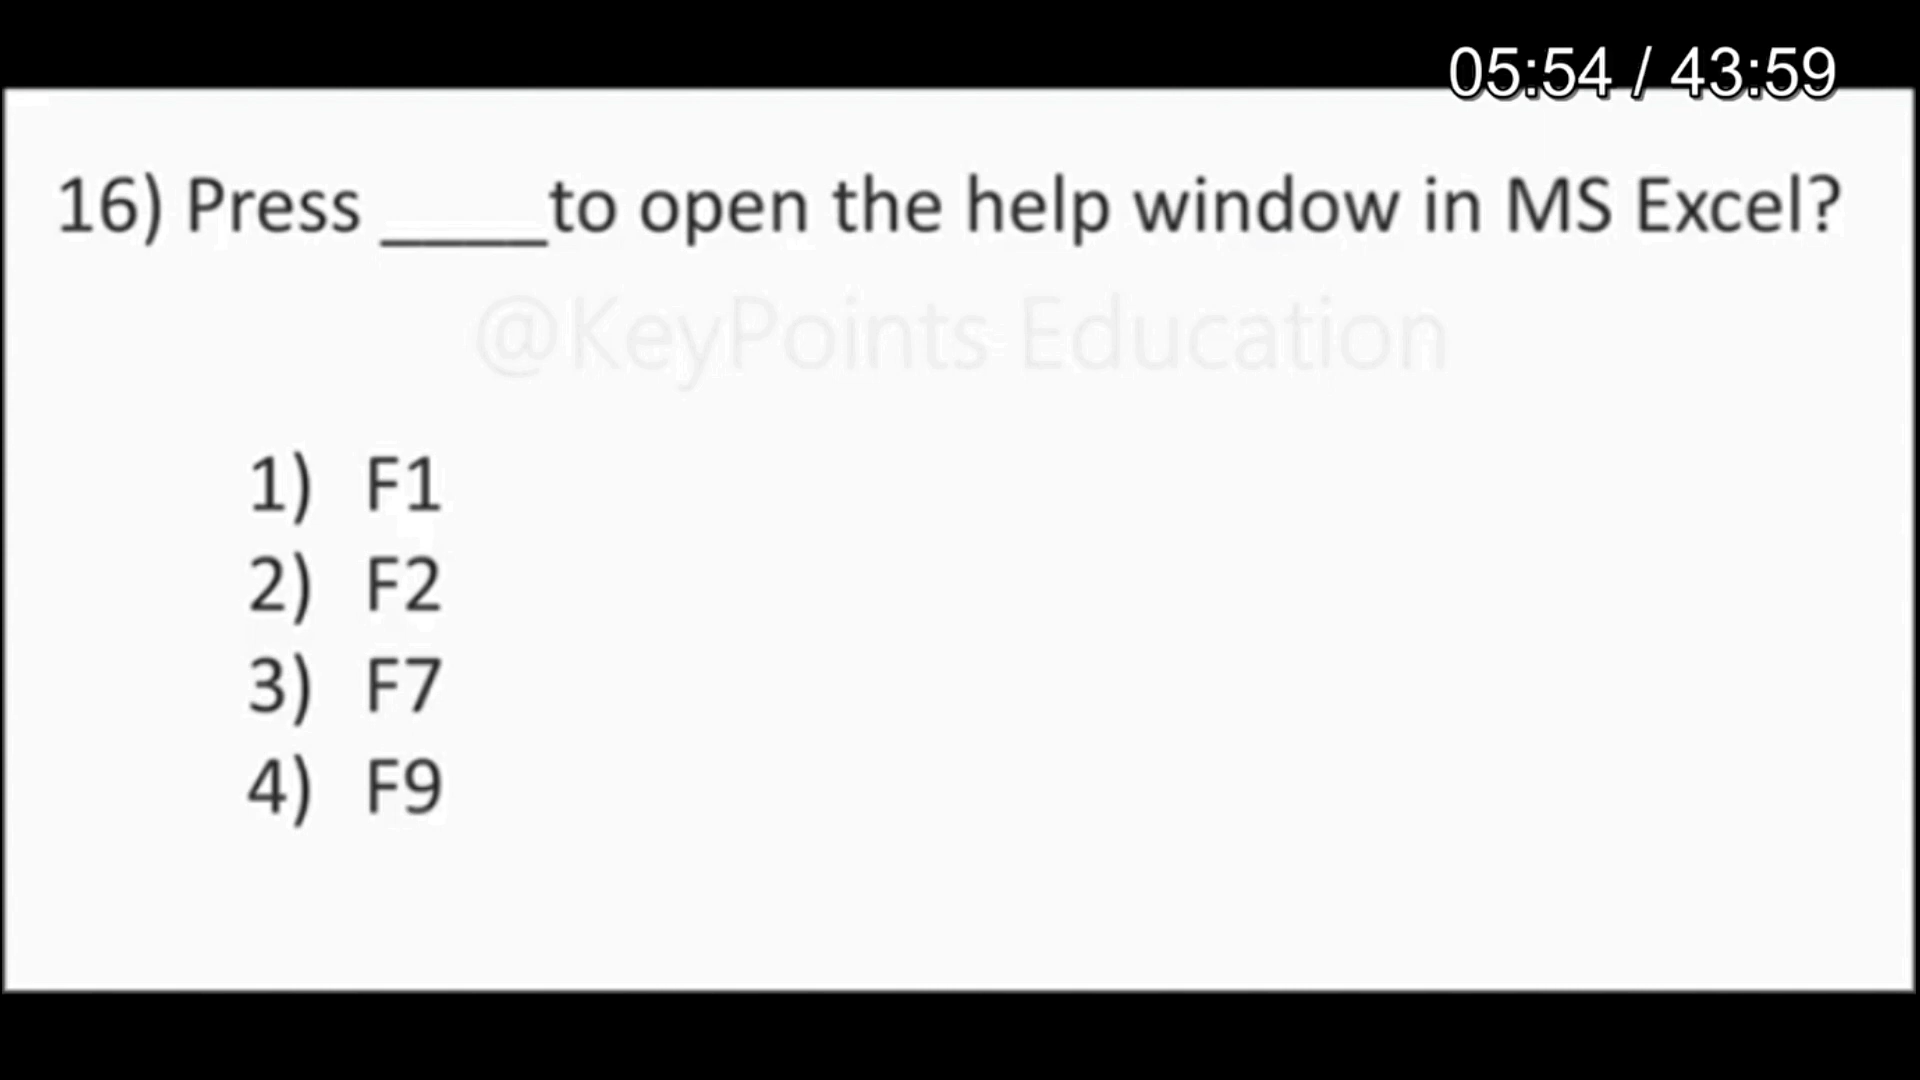 05:54 / 43:59
16) Press ____to open the help window in MS Excel?
@KeyPoints Education
1) F1
2) F2
3) F7
4) F9